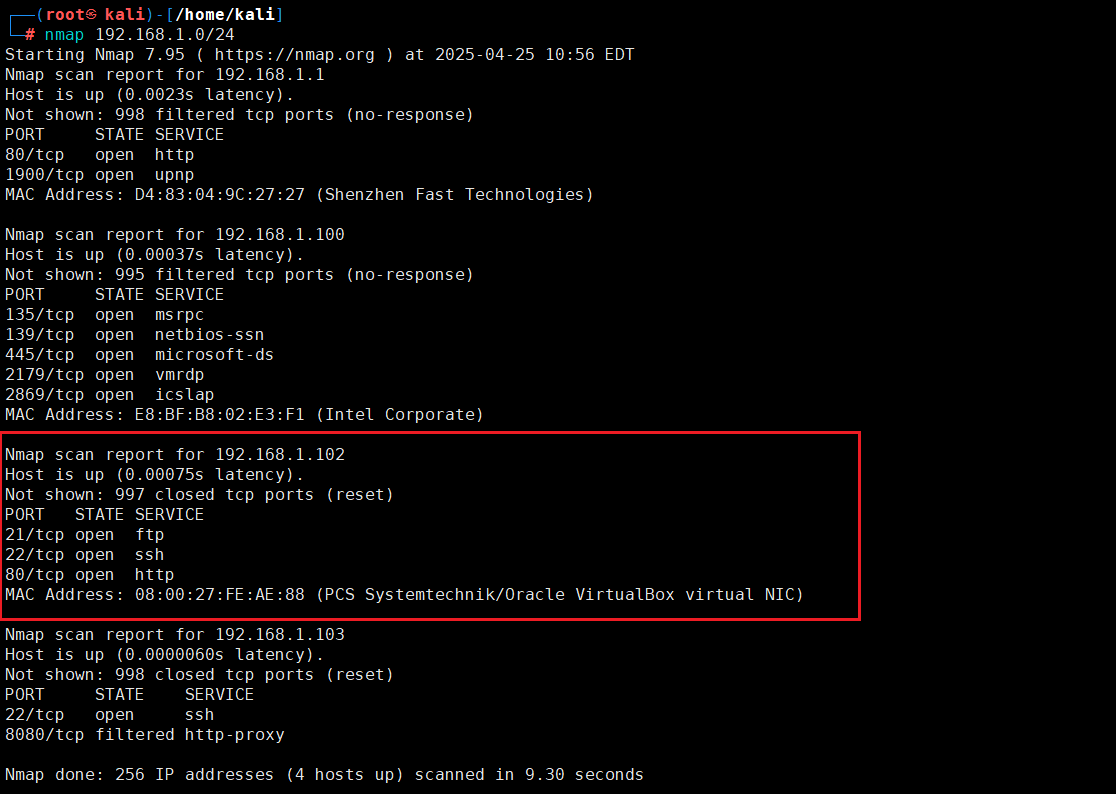 ┌──(root㉿kali)-[/home/kali]
└─# nmap 192.168.1.0/24
Starting Nmap 7.95 ( https://nmap.org ) at 2025-04-25 10:56 EDT
Nmap scan report for 192.168.1.1
Host is up (0.0023s latency).
Not shown: 998 filtered tcp ports (no-response)
PORT     STATE SERVICE
80/tcp   open  http
1900/tcp open  upnp
MAC Address: D4:83:04:9C:27:27 (Shenzhen Fast Technologies)

Nmap scan report for 192.168.1.100
Host is up (0.00037s latency).
Not shown: 995 filtered tcp ports (no-response)
PORT     STATE SERVICE
135/tcp  open  msrpc
139/tcp  open  netbios-ssn
445/tcp  open  microsoft-ds
2179/tcp open  vmrdp
2869/tcp open  icslap
MAC Address: E8:BF:B8:02:E3:F1 (Intel Corporate)

Nmap scan report for 192.168.1.102
Host is up (0.00075s latency).
Not shown: 997 closed tcp ports (reset)
PORT   STATE SERVICE
21/tcp open  ftp
22/tcp open  ssh
80/tcp open  http
MAC Address: 08:00:27:FE:AE:88 (PCS Systemtechnik/Oracle VirtualBox virtual NIC)

Nmap scan report for 192.168.1.103
Host is up (0.0000060s latency).
Not shown: 998 closed tcp ports (reset)
PORT     STATE    SERVICE
22/tcp   open     ssh
8080/tcp filtered http-proxy

Nmap done: 256 IP addresses (4 hosts up) scanned in 9.30 seconds